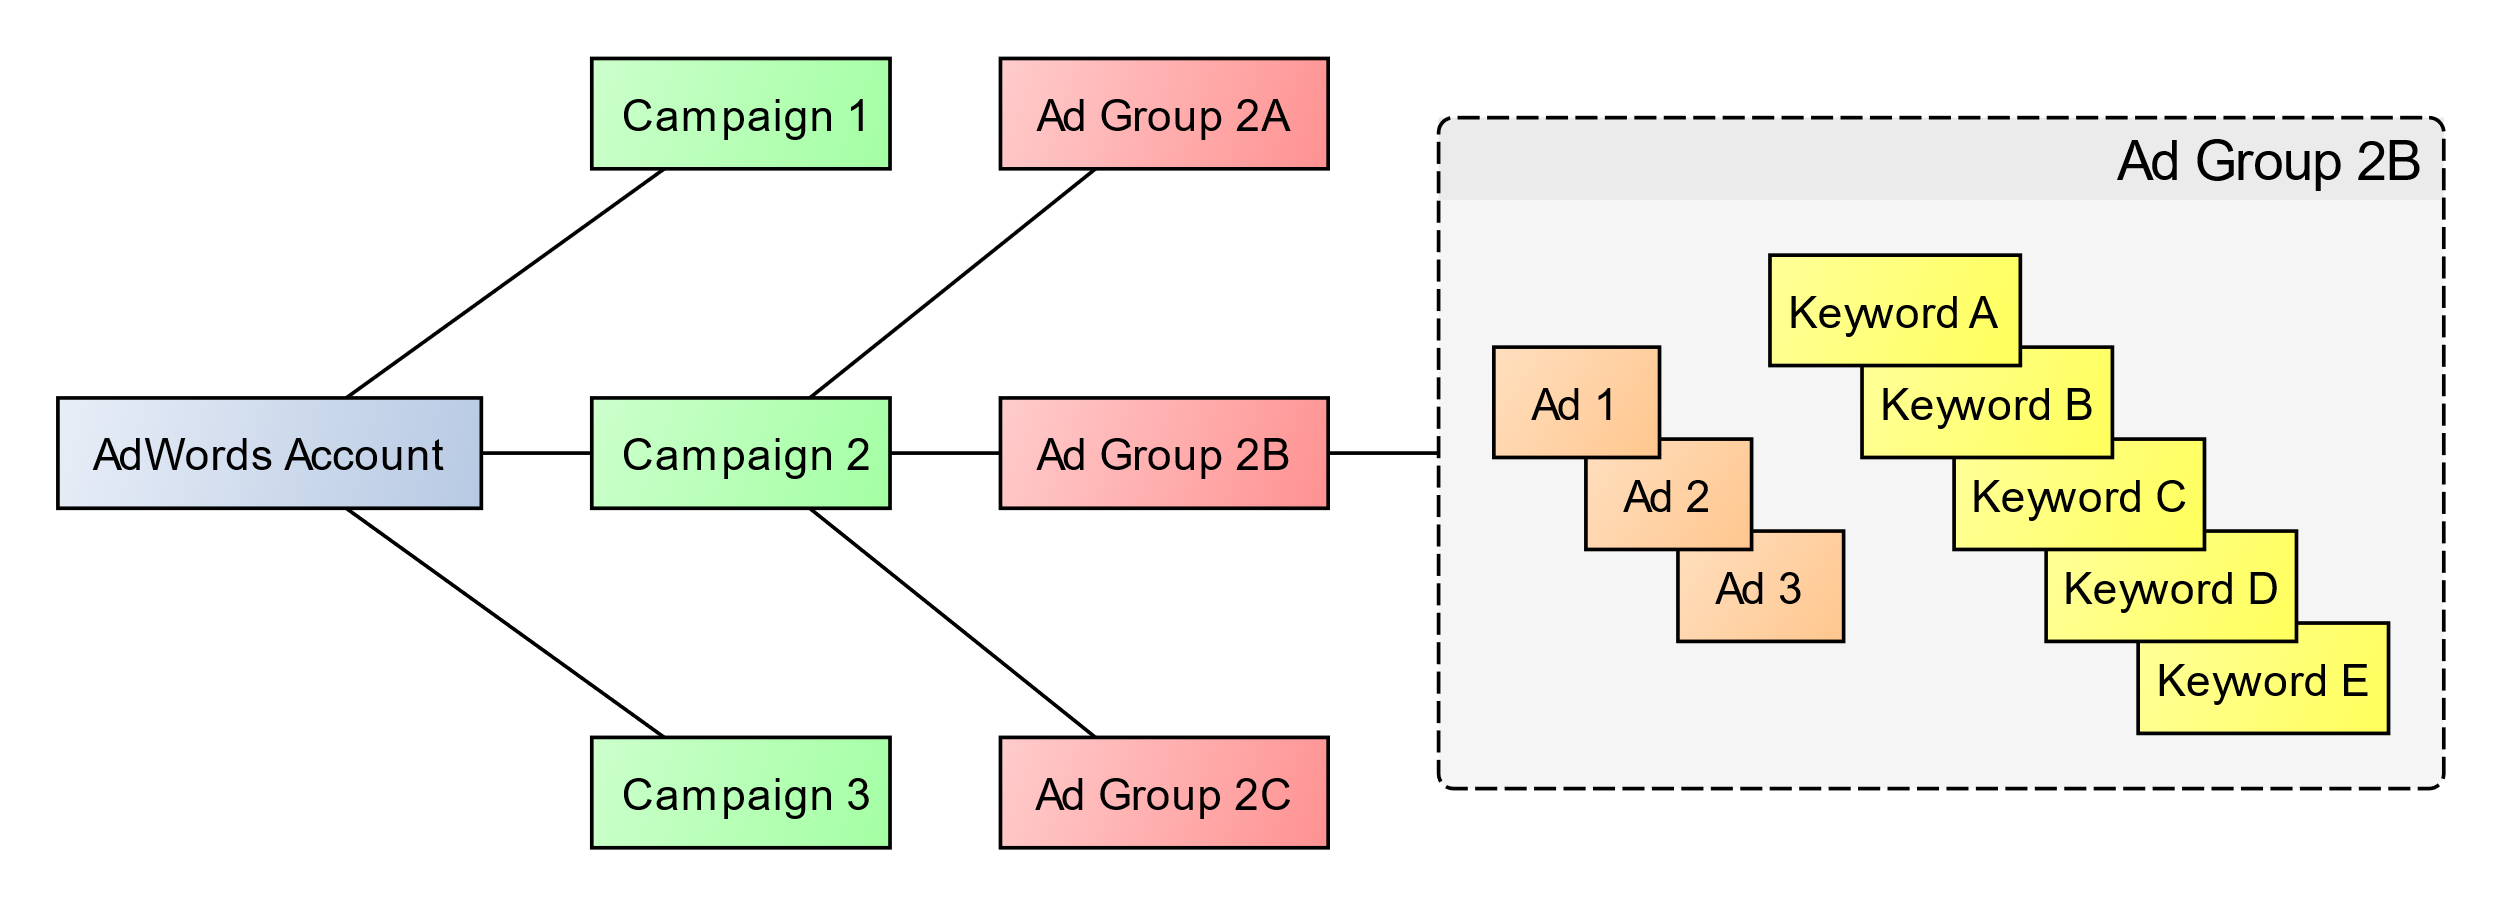 Campaign 1
Ad Group 2A
Ad Group 2B
Keyword A
Ad 1
Keyword B
AdWords Account
Campaign 2
Ad Group 2B
Ad 2
Keyword C
Ad 3
Keyword D
Keyword E
Campaign 3
Ad Group 2C